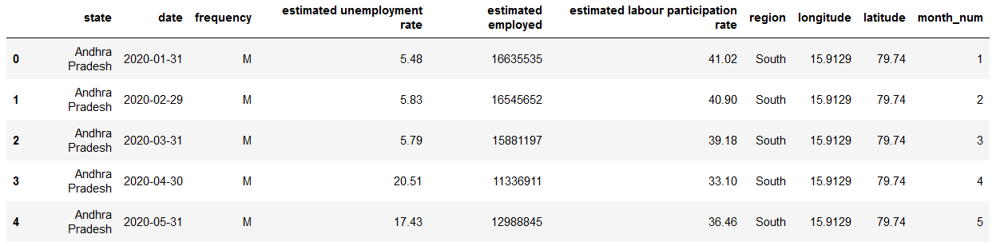 state date frequency estimated unemployment rate estimated employed estimated labour participation rate region longitude latitude month_num
0 Andhra Pradesh 2020-01-31 M 5.48 16635535 41.02 South 15.9129 79.74 1
1 Andhra Pradesh 2020-02-29 M 5.83 16545652 40.90 South 15.9129 79.74 2
2 Andhra Pradesh 2020-03-31 M 5.79 15881197 39.18 South 15.9129 79.74 3
3 Andhra Pradesh 2020-04-30 M 20.51 11336911 33.10 South 15.9129 79.74 4
4 Andhra Pradesh 2020-05-31 M 17.43 12988845 36.46 South 15.9129 79.74 5